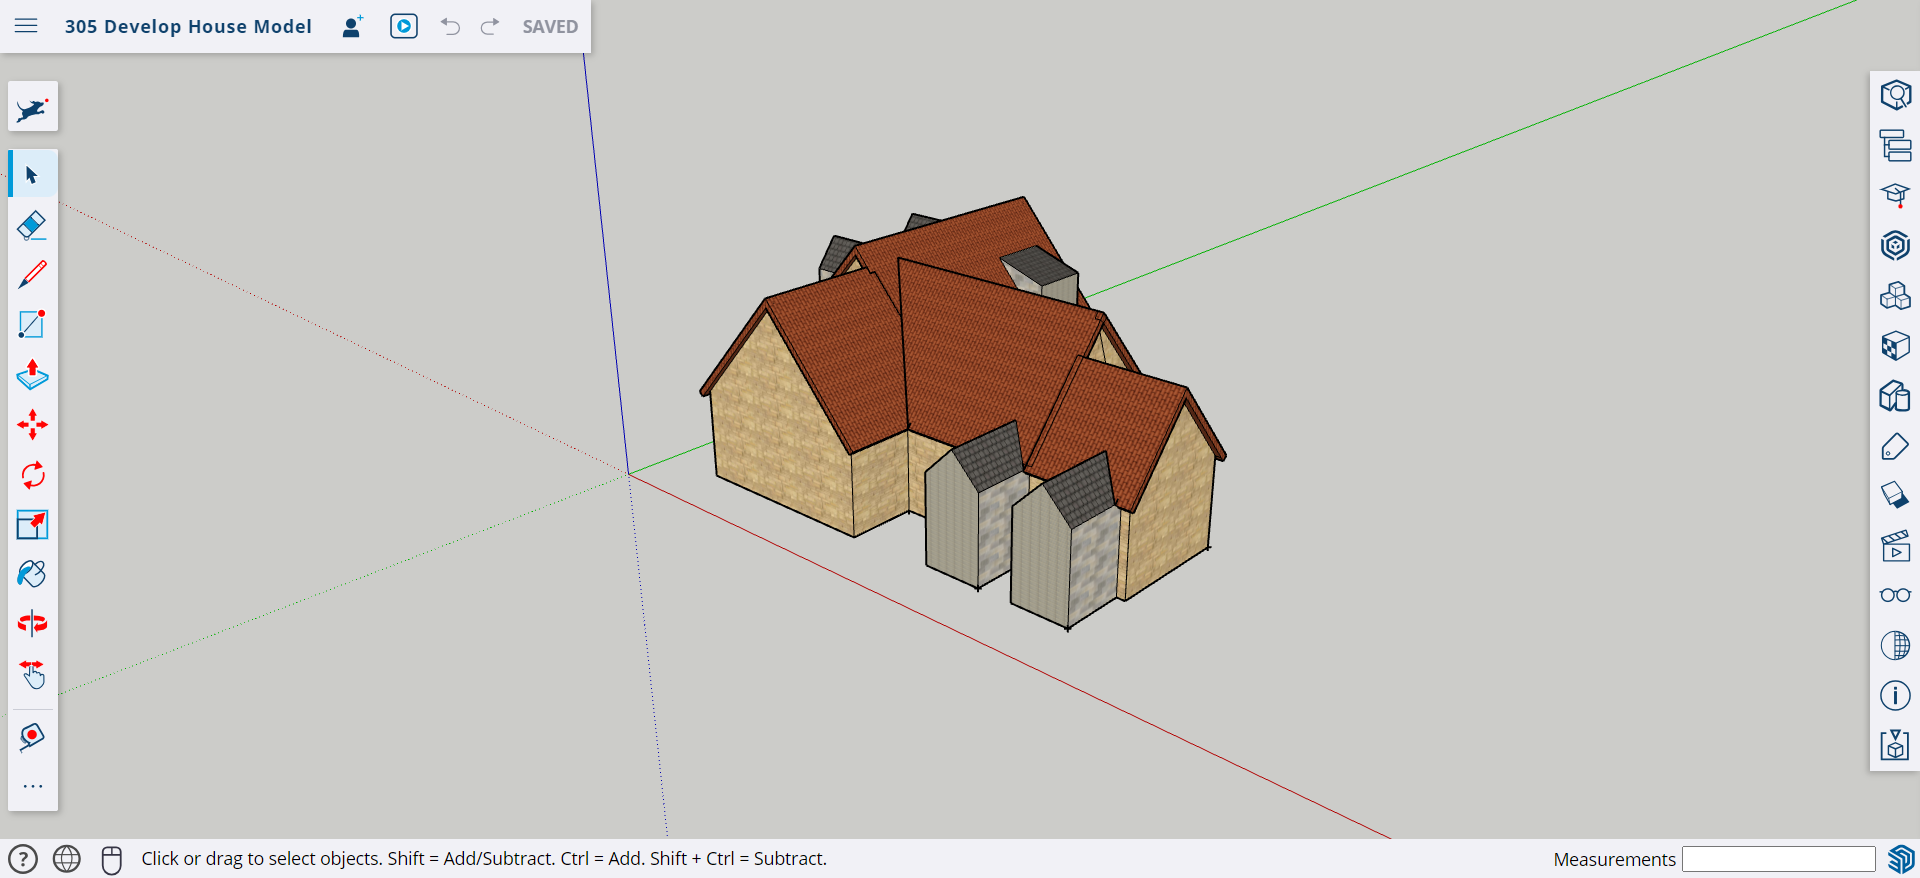 305 Develop House Model
SAVED
Click or drag to select objects. Shift = Add/Subtract. Ctrl = Add. Shift + Ctrl = Subtract.
Measurements